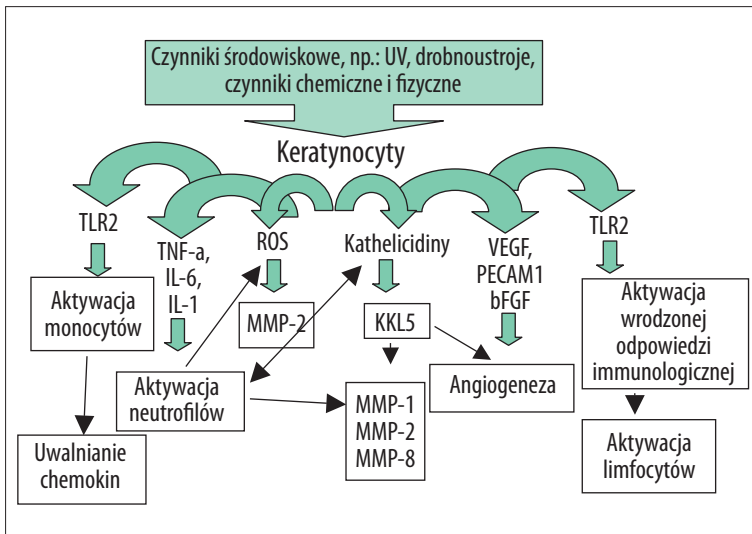 Czynniki środowiskowe, np.: UV, drobnoustroje,
czynniki chemiczne i fizyczne
Keratynocyty
TLR2
TNF-a,
IL-6,
IL-1
ROS
Kathelicidiny
VEGF,
PECAM1
bFGF
TLR2
Aktywacja
monocytów
MMP-2
KKL5
Aktywacja
wrodzonej
odpowiedzi
immunologicznej
Aktywacja
neutrofilów
MMP-1
MMP-2
MMP-8
Angiogeneza
Uwalnianie
chemokin
Aktywacja
limfocytów